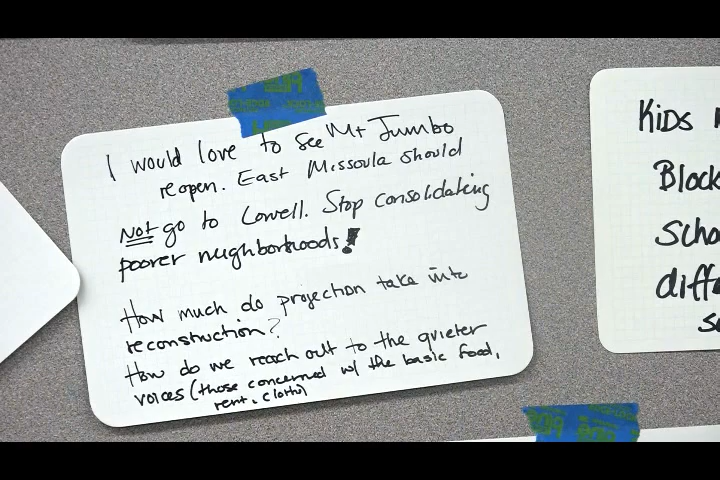 I would love to see Mt Jumbo
reopen. East Missoula should
not go to Lowell. Stop consolidating
poorer neighborhoods!
How much do projection take into
reconstruction?
How do we reach out to the quieter
voices (those concerned w/ the basic food,
rent, cloths)
Kids
Block
Scho
diff